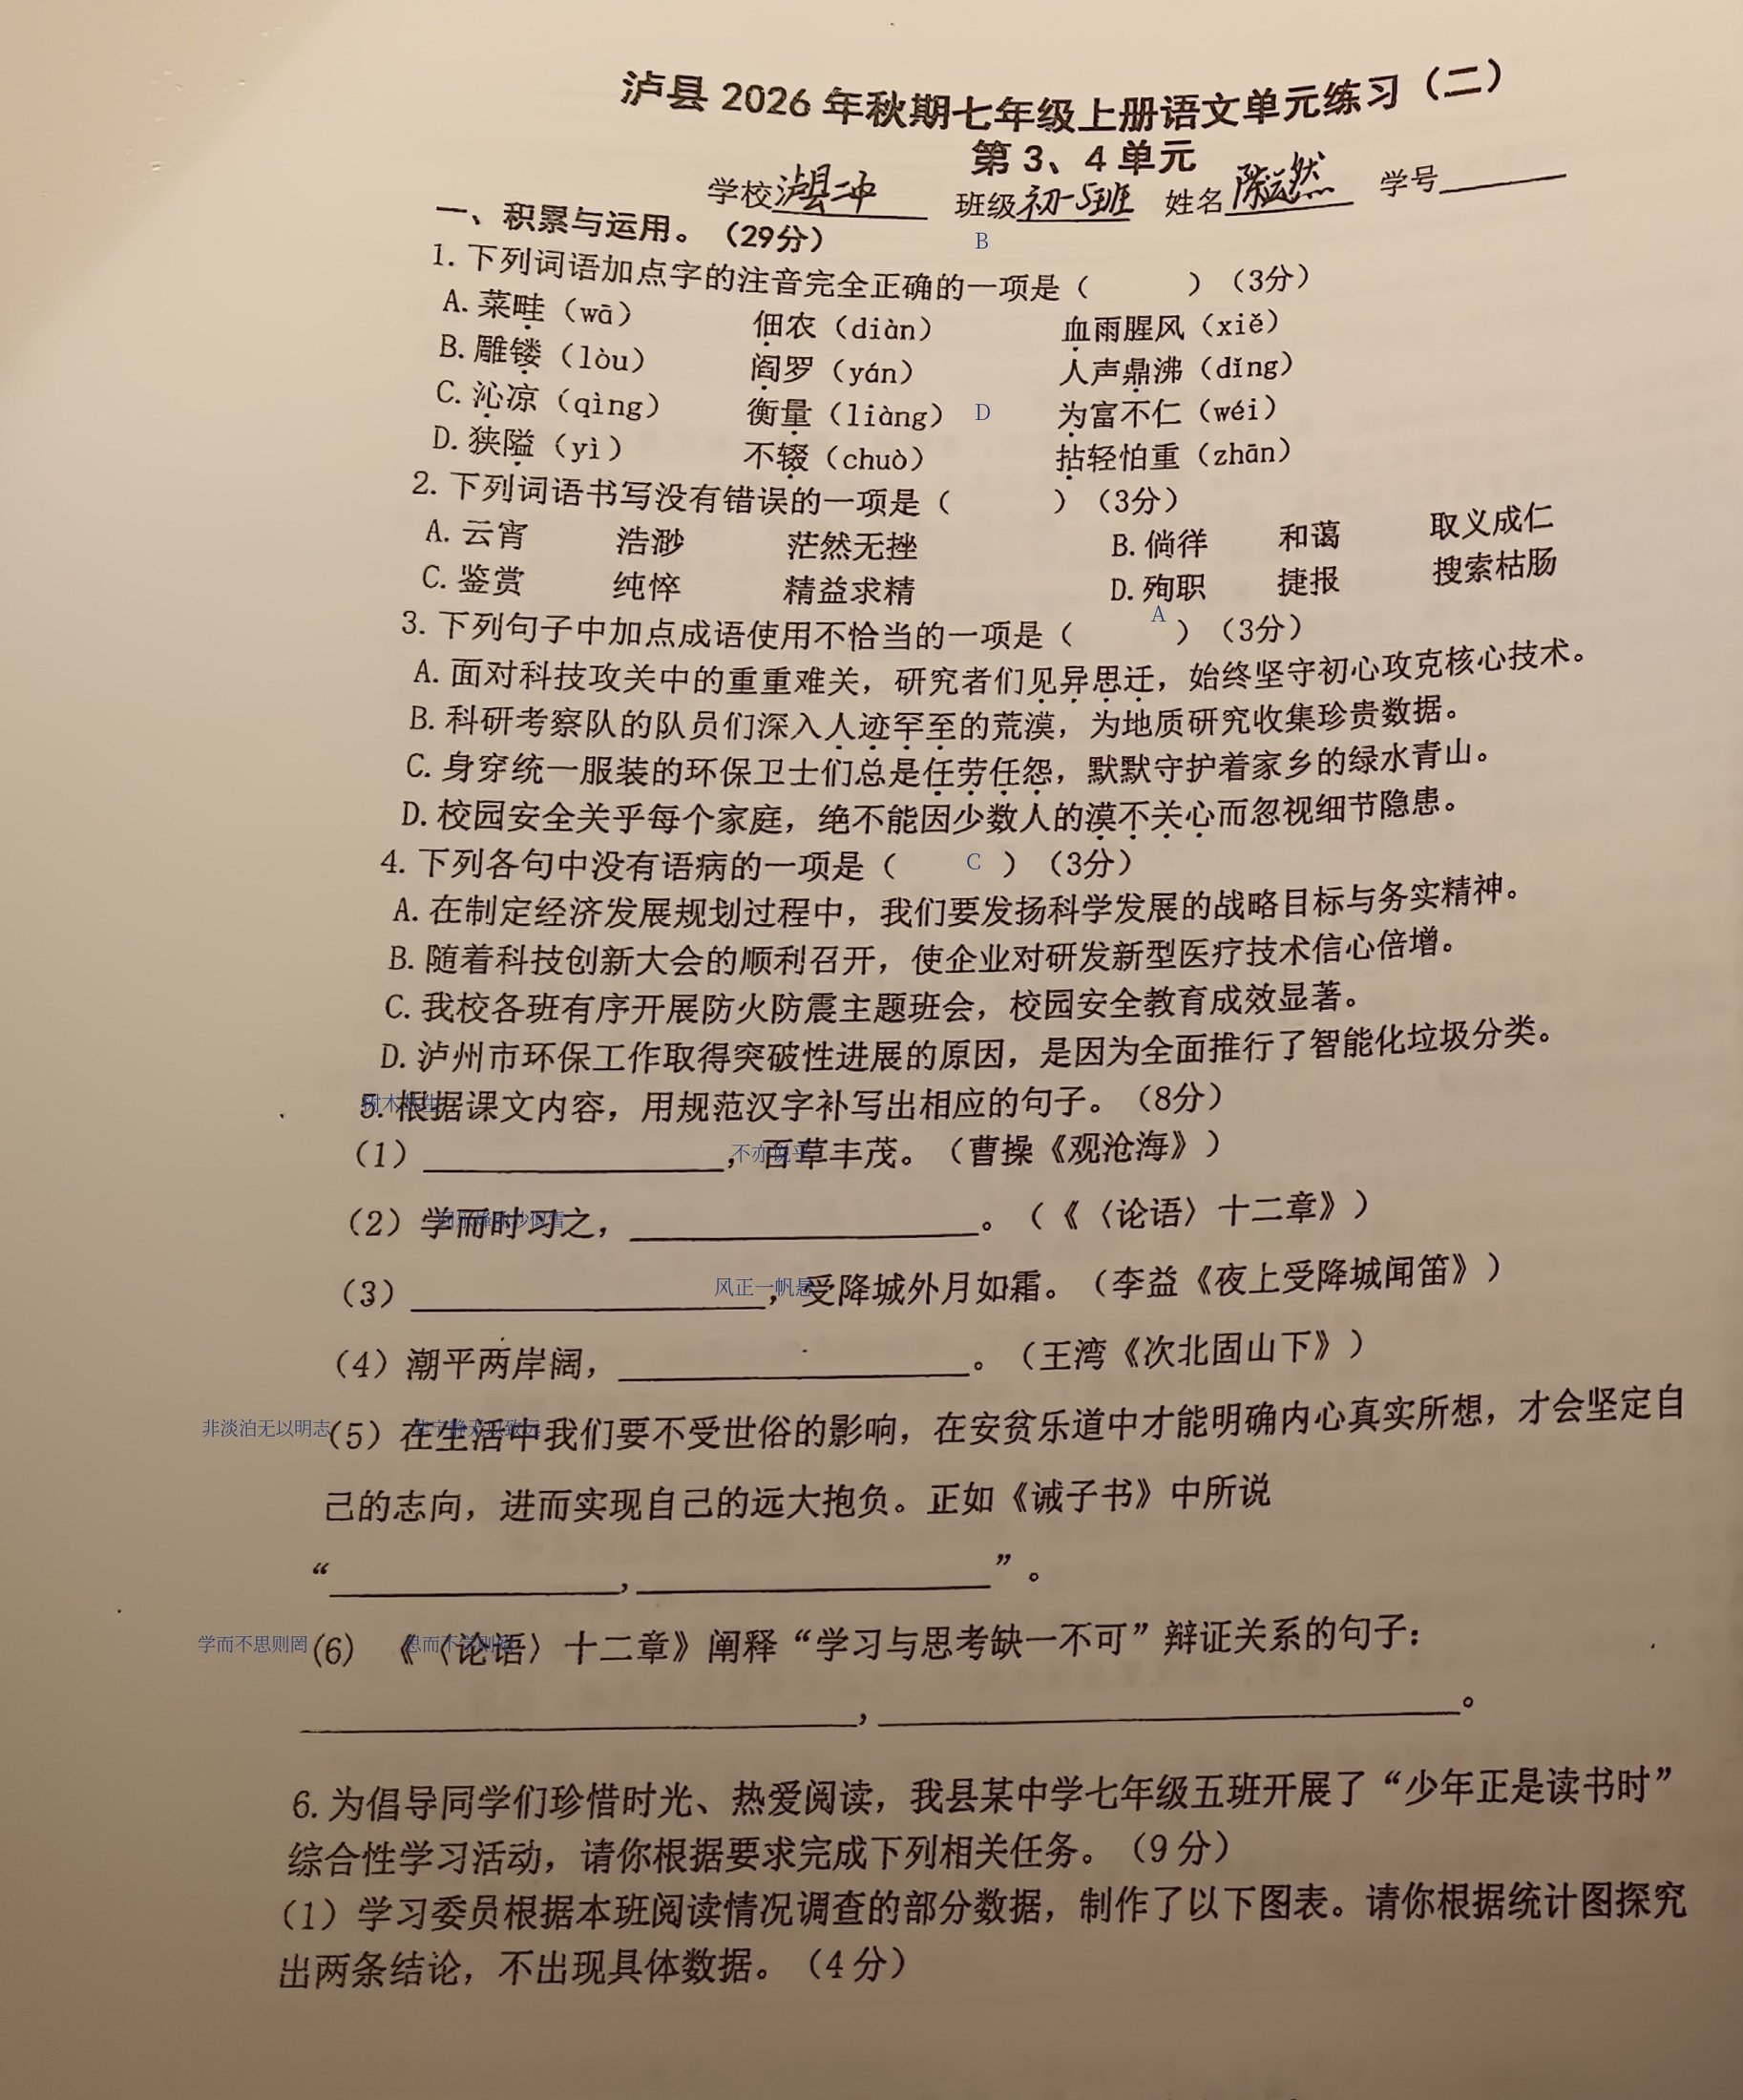 泸县 2026 年秋期七年级上册语文单元练习（二）
第 3、4 单元
学校泸县二中 班级初一5班 姓名陈运然 学号
一、积累与运用。（29分）
B
1. 下列词语加点字的注音完全正确的一项是（ ）（3分）
A. 菜畦（wā） 佃农（diàn） 血雨腥风（xiě）
B. 雕镂（lòu） 阎罗（yán） 人声鼎沸（dǐng）
C. 沁凉（qìng） 衡量（liàng） 为富不仁（wéi）
D
D. 狭隘（yì） 不辍（chuò） 拈轻怕重（zhān）
2. 下列词语书写没有错误的一项是（ ）（3分）
A. 云宵 浩渺 茫然无挫 B. 倘徉 和蔼 取义成仁
C. 鉴赏 纯悴 精益求精 D. 殉职 捷报 搜索枯肠
A
3. 下列句子中加点成语使用不恰当的一项是（ ）（3分）
A. 面对科技攻关中的重重难关，研究者们见异思迁，始终坚守初心攻克核心技术。
B. 科研考察队的队员们深入人迹罕至的荒漠，为地质研究收集珍贵数据。
C. 身穿统一服装的环保卫士们总是任劳任怨，默默守护着家乡的绿水青山。
D. 校园安全关乎每个家庭，绝不能因少数人的漠不关心而忽视细节隐患。
4. 下列各句中没有语病的一项是（ C ）（3分）
A. 在制定经济发展规划过程中，我们要发扬科学发展的战略目标与务实精神。
B. 随着科技创新大会的顺利召开，使企业对研发新型医疗技术信心倍增。
C. 我校各班有序开展防火防震主题班会，校园安全教育成效显著。
D. 泸州市环保工作取得突破性进展的原因，是因为全面推行了智能化垃圾分类。
5. 根据课文内容，用规范汉字补写出相应的句子。（8分）
（1） ，百草丰茂。（曹操《观沧海》）
不亦说乎
（2）学而时习之， 。（《〈论语〉十二章》）
（3） ，受降城外月如霜。（李益《夜上受降城闻笛》）
风正一帆悬
（4）潮平两岸阔， 。（王湾《次北固山下》）
非淡泊无以明志 非宁静无以致远
（5）在生活中我们要不受世俗的影响，在安贫乐道中才能明确内心真实所想，才会坚定自
己的志向，进而实现自己的远大抱负。正如《诫子书》中所说
“ , ”。
学而不思则罔
(6) 《〈论语〉十二章》阐释“学习与思考缺一不可”辩证关系的句子：
, 。
6. 为倡导同学们珍惜时光、热爱阅读，我县某中学七年级五班开展了“少年正是读书时”
综合性学习活动，请你根据要求完成下列相关任务。（9 分）
（1）学习委员根据本班阅读情况调查的部分数据，制作了以下图表。请你根据统计图探究
出两条结论，不出现具体数据。（4 分）